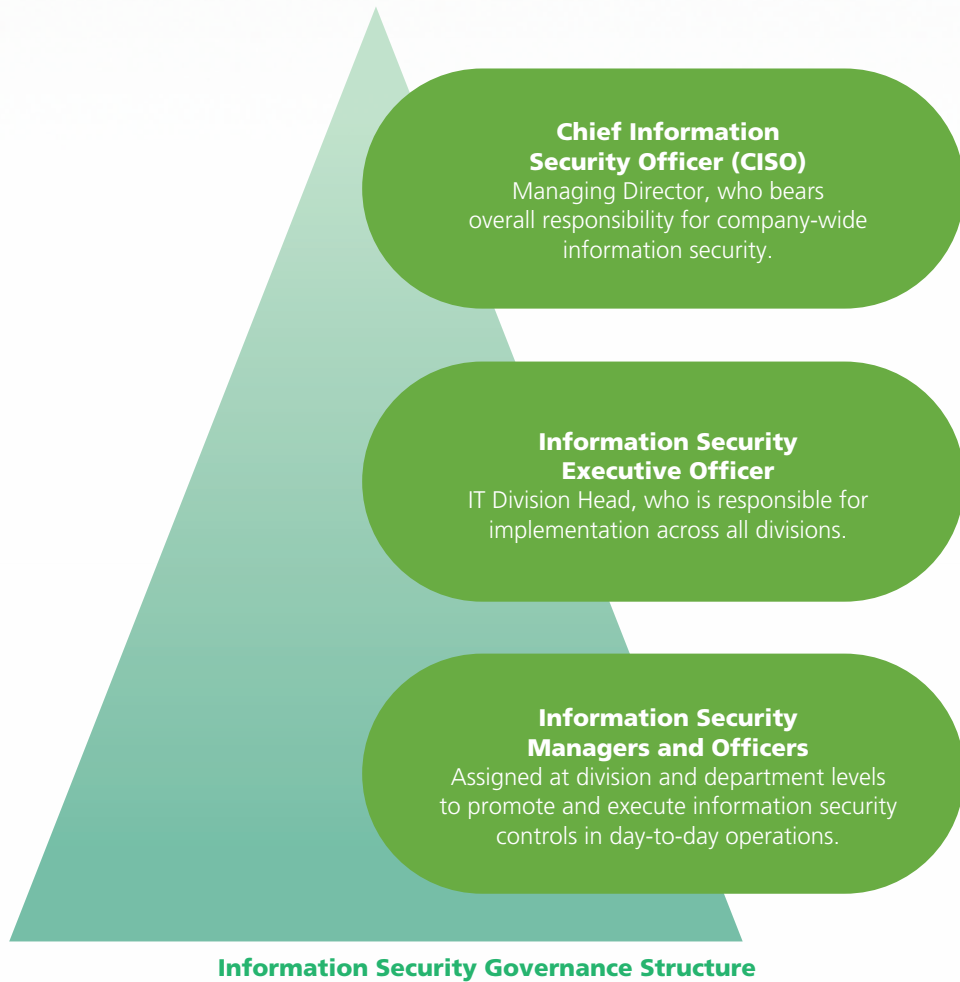 Chief Information
Security Officer (CISO)
Managing Director, who bears
overall responsibility for company-wide
information security.
Information Security
Executive Officer
IT Division Head, who is responsible for
implementation across all divisions.
Information Security
Managers and Officers
Assigned at division and department levels
to promote and execute information security
controls in day-to-day operations.
Information Security Governance Structure